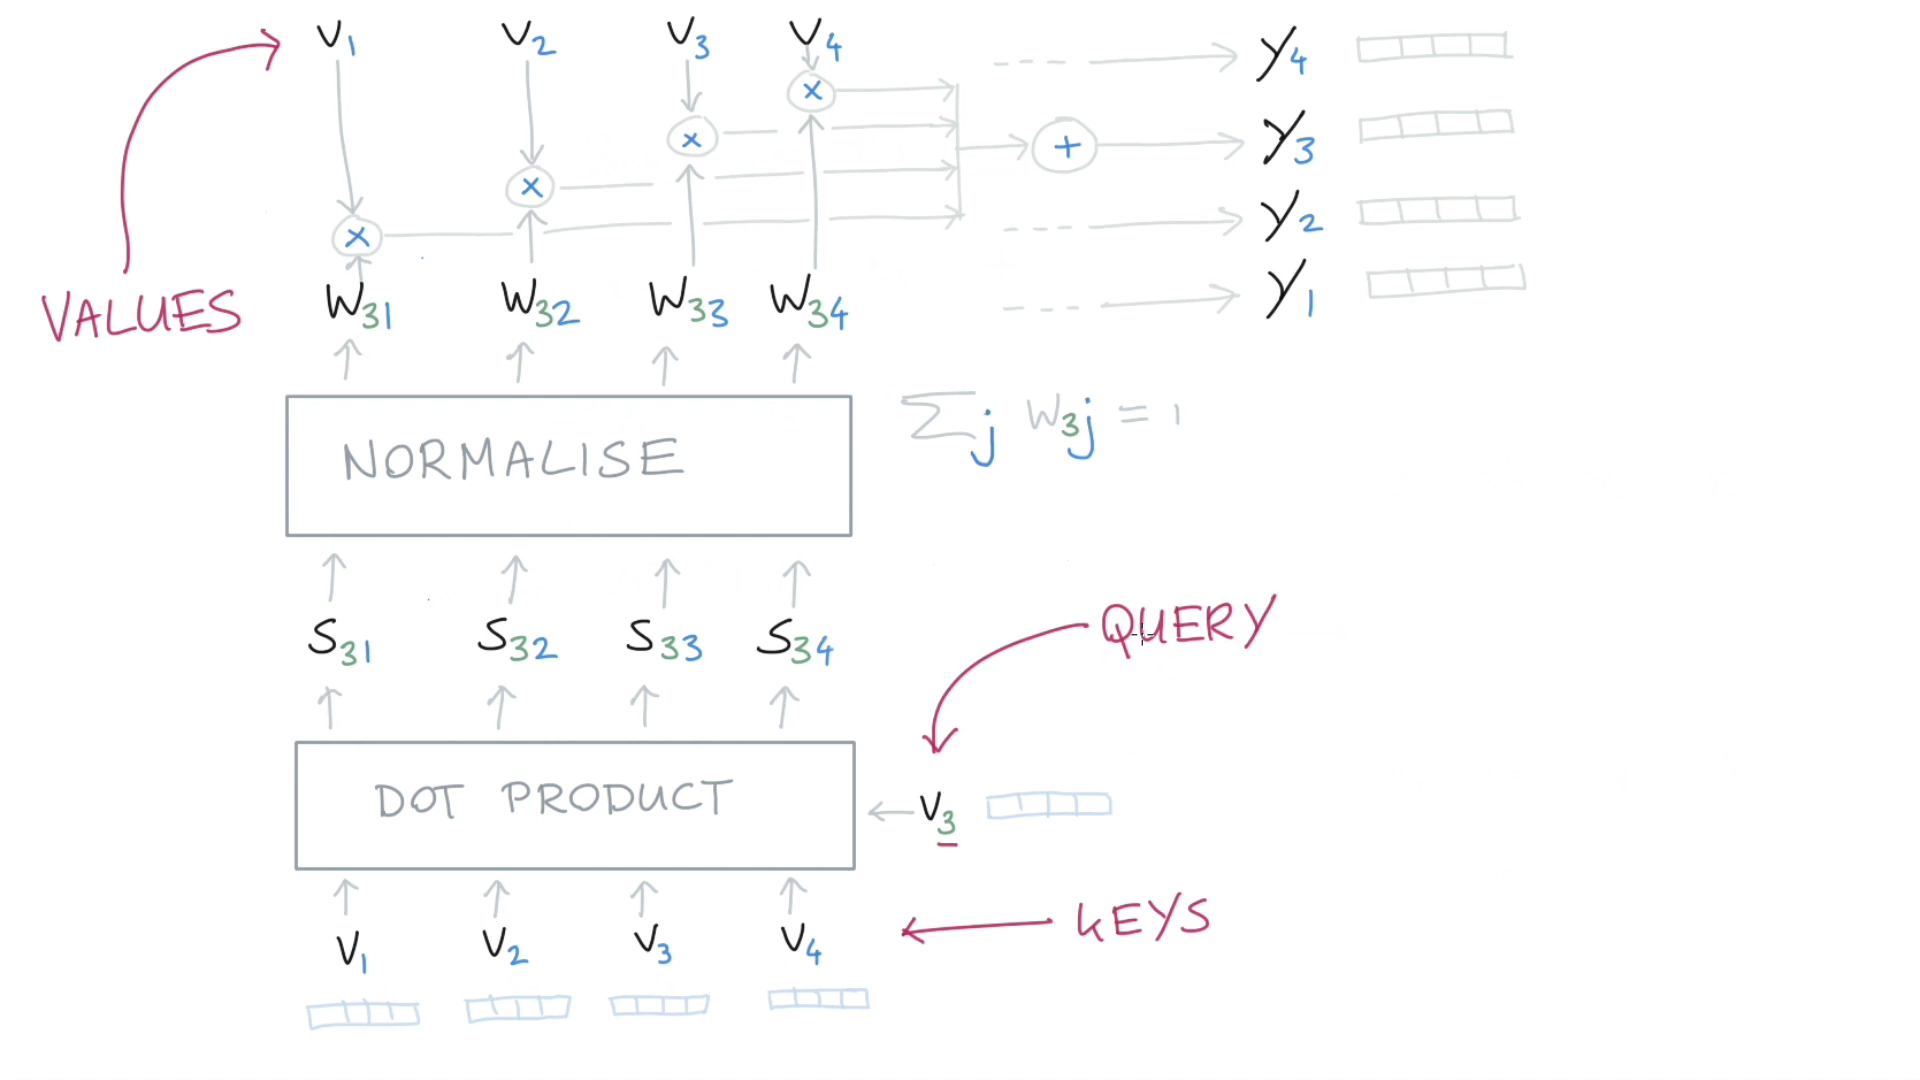 V1 V2 V3 V4
x
x
x
x
+
y4
y3
y2
y1
VALUES
W31 W32 W33 W34
NORMALISE
Σj W3j = 1
S31 S32 S33 S34
QUERY
DOT PRODUCT
V3
V1 V2 V3 V4
KEYS